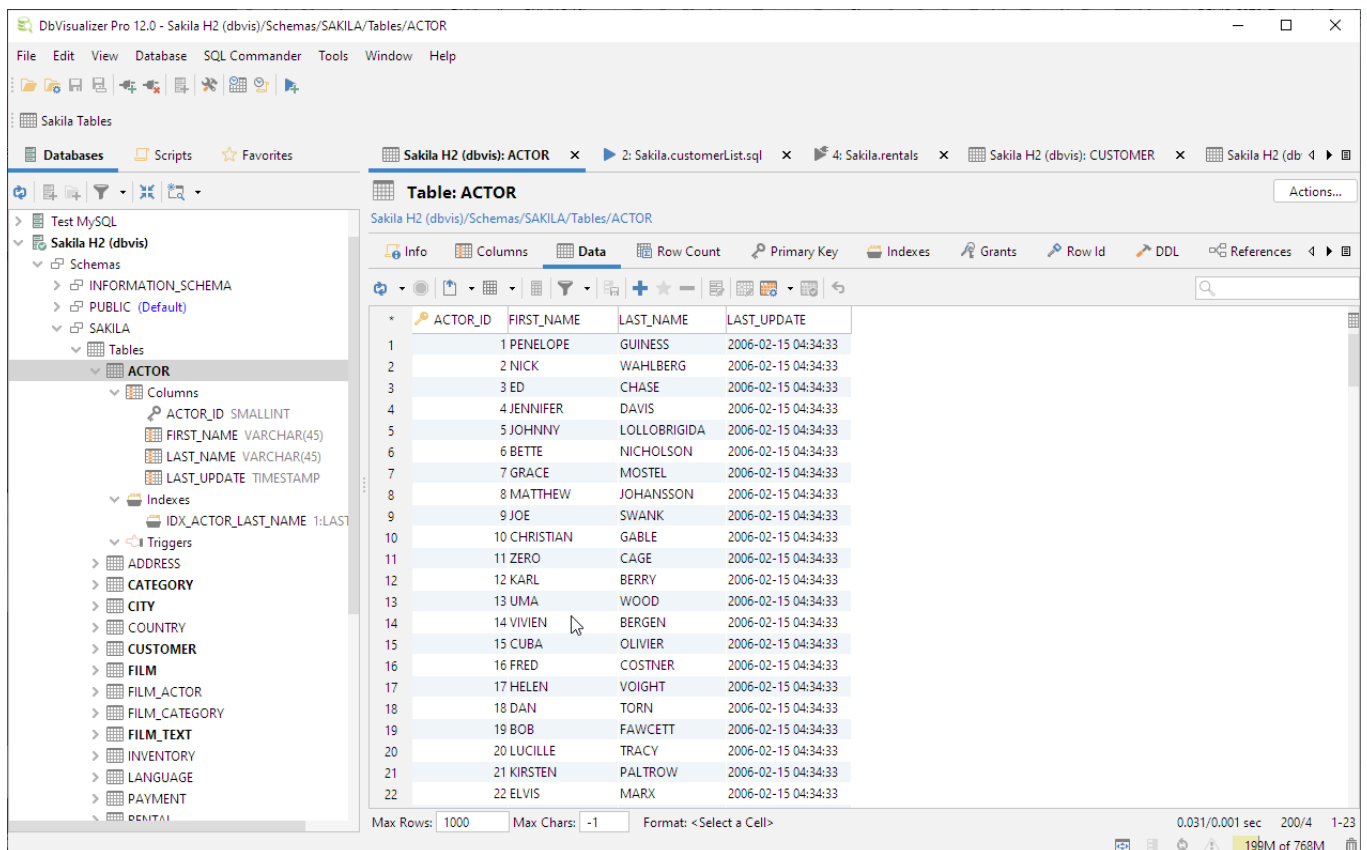 DbVisualizer Pro 12.0 - Sakila H2 (dbvis)/Schemas/SAKILA/Tables/ACTOR
File Edit View Database SQL Commander Tools Window Help
Sakila Tables
Databases Scripts Favorites
Sakila H2 (dbvis): ACTOR 2: Sakila.customerList.sql 4: Sakila.rentals Sakila H2 (dbvis): CUSTOMER Sakila H2 (db
Table: ACTOR Actions...
Sakila H2 (dbvis)/Schemas/SAKILA/Tables/ACTOR
Info Columns Data Row Count Primary Key Indexes Grants Row Id DDL References
Test MySQL
Sakila H2 (dbvis)
Schemas
INFORMATION_SCHEMA
PUBLIC (Default)
SAKILA
Tables
ACTOR
Columns
ACTOR_ID SMALLINT
FIRST_NAME VARCHAR(45)
LAST_NAME VARCHAR(45)
LAST_UPDATE TIMESTAMP
Indexes
IDX_ACTOR_LAST_NAME 1:LAST
Triggers
ADDRESS
CATEGORY
CITY
COUNTRY
CUSTOMER
FILM
FILM_ACTOR
FILM_CATEGORY
FILM_TEXT
INVENTORY
LANGUAGE
PAYMENT
RENTAL
* ACTOR_ID FIRST_NAME LAST_NAME LAST_UPDATE
1 1 PENELOPE GUINESS 2006-02-15 04:34:33
2 2 NICK WAHLBERG 2006-02-15 04:34:33
3 3 ED CHASE 2006-02-15 04:34:33
4 4 JENNIFER DAVIS 2006-02-15 04:34:33
5 5 JOHNNY LOLLOBRIGIDA 2006-02-15 04:34:33
6 6 BETTE NICHOLSON 2006-02-15 04:34:33
7 7 GRACE MOSTEL 2006-02-15 04:34:33
8 8 MATTHEW JOHANSSON 2006-02-15 04:34:33
9 9 JOE SWANK 2006-02-15 04:34:33
10 10 CHRISTIAN GABLE 2006-02-15 04:34:33
11 11 ZERO CAGE 2006-02-15 04:34:33
12 12 KARL BERRY 2006-02-15 04:34:33
13 13 UMA WOOD 2006-02-15 04:34:33
14 14 VIVIEN BERGEN 2006-02-15 04:34:33
15 15 CUBA OLIVIER 2006-02-15 04:34:33
16 16 FRED COSTNER 2006-02-15 04:34:33
17 17 HELEN VOIGHT 2006-02-15 04:34:33
18 18 DAN TORN 2006-02-15 04:34:33
19 19 BOB FAWCETT 2006-02-15 04:34:33
20 20 LUCILLE TRACY 2006-02-15 04:34:33
21 21 KIRSTEN PALTROW 2006-02-15 04:34:33
22 22 ELVIS MARX 2006-02-15 04:34:33
Max Rows: 1000 Max Chars: -1 Format: <Select a Cell> 0.031/0.001 sec 200/4 1-23
199M of 768M